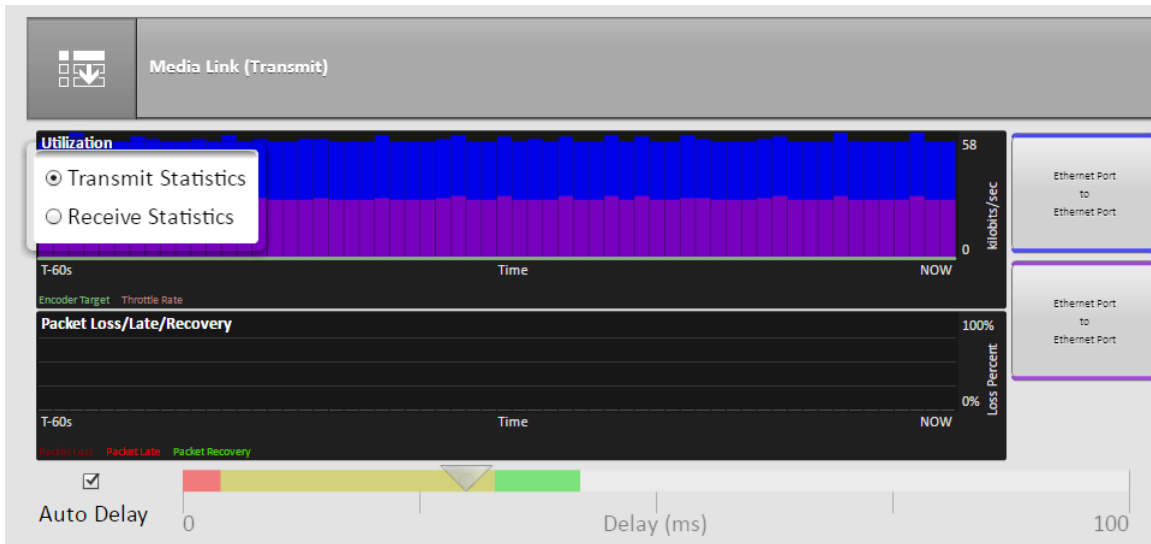 Media Link (Transmit)
Utilization
Transmit Statistics
Receive Statistics
58
0
kilobits/sec
T-60s Time NOW
Encoder Target Throttle Rate
Ethernet Port
to
Ethernet Port
Packet Loss/Late/Recovery
100%
0%
Loss Percent
T-60s Time NOW
Packet Loss Packet Late Packet Recovery
Ethernet Port
to
Ethernet Port
Auto Delay
0 Delay (ms) 100